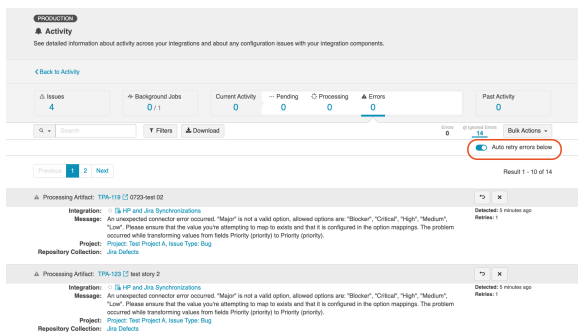 PRODUCTION
Activity
See detailed information about activity across your integrations and about any configuration issues with your integration components.
Back to Activity
Issues
4
Background Jobs
0 / 1
Current Activity
0
Pending
0
Processing
0
Errors
0
Past Activity
0
Search
Filters
Download
Errors
0
Ignored Errors
14
Bulk Actions
Auto retry errors below
Previous 1 2 Next
Result 1 - 10 of 14
Processing Artifact: TPA-119 0723-test 02
Integration: HP and Jira Synchronizations
Message: An unexpected connector error occurred. "Major" is not a valid option, allowed options are: "Blocker", "Critical", "High", "Medium",
"Low". Please ensure that the value you're attempting to map to exists and that it is configured in the option mappings. The problem
occurred while transforming values from fields Priority (priority) to Priority (priority).
Project: Project: Test Project A, Issue Type: Bug
Repository Collection: Jira Defects
Detected: 5 minutes ago
Retries: 1
Processing Artifact: TPA-123 test story 2
Integration: HP and Jira Synchronizations
Message: An unexpected connector error occurred. "Major" is not a valid option, allowed options are: "Blocker", "Critical", "High", "Medium",
"Low". Please ensure that the value you're attempting to map to exists and that it is configured in the option mappings. The problem
occurred while transforming values from fields Priority (priority) to Priority (priority).
Project: Project: Test Project A, Issue Type: Bug
Repository Collection: Jira Defects
Detected: 5 minutes ago
Retries: 1